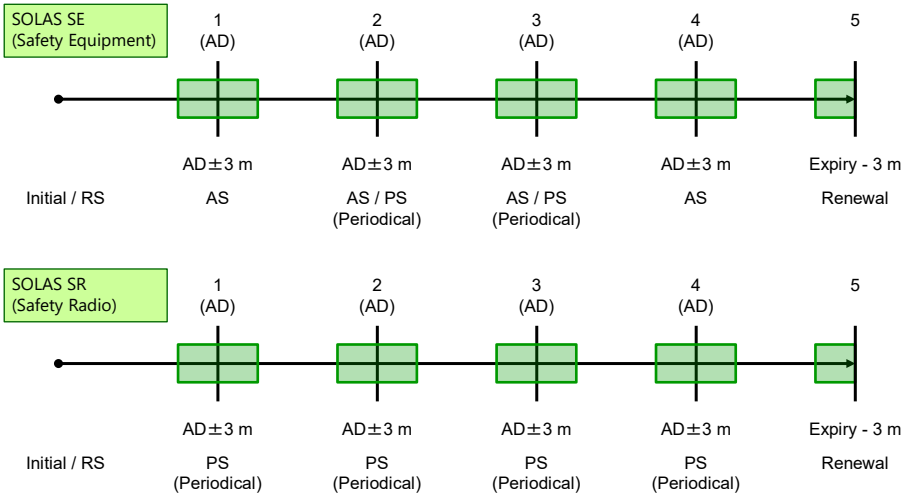 SOLAS SE
(Safety Equipment)
1
(AD)
2
(AD)
3
(AD)
4
(AD)
5
AD±3 m
AD±3 m
AD±3 m
AD±3 m
Expiry - 3 m
Initial / RS
AS
AS / PS
(Periodical)
AS / PS
(Periodical)
AS
Renewal
SOLAS SR
(Safety Radio)
1
(AD)
2
(AD)
3
(AD)
4
(AD)
5
AD±3 m
AD±3 m
AD±3 m
AD±3 m
Expiry - 3 m
Initial / RS
PS
(Periodical)
PS
(Periodical)
PS
(Periodical)
PS
(Periodical)
Renewal